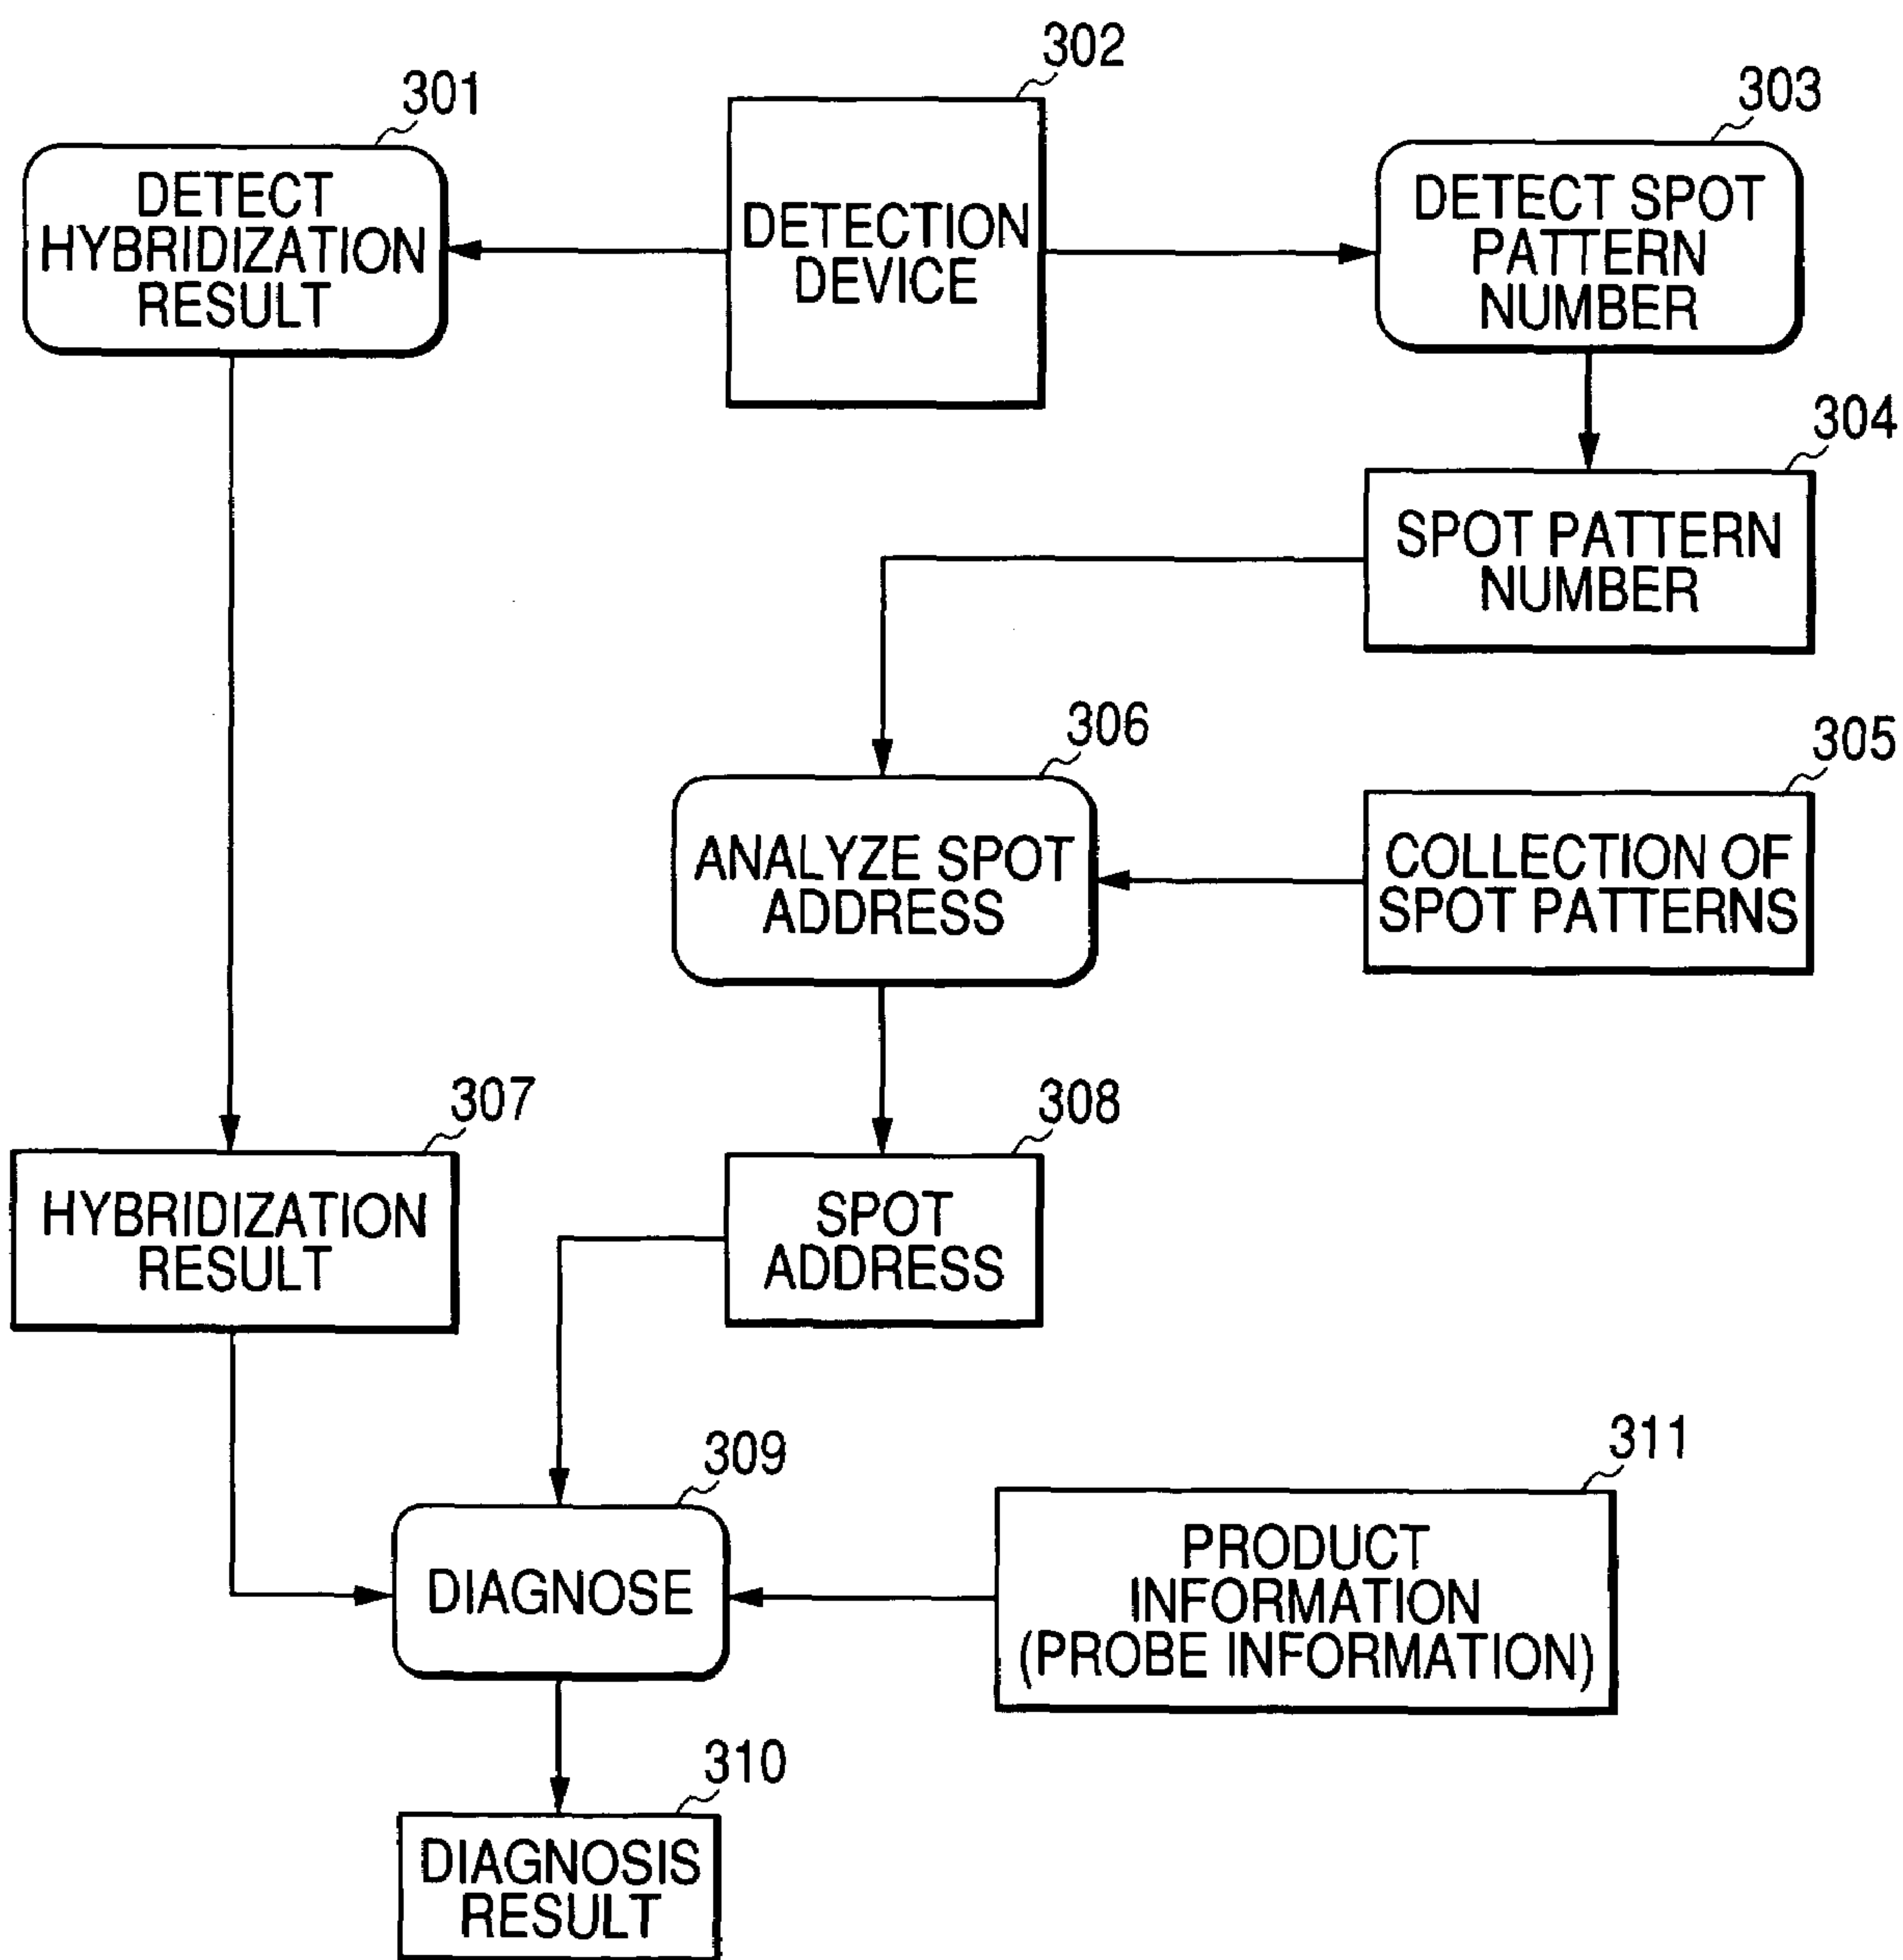 302
301
303
DETECT
HYBRIDIZATION
RESULT
DETECTION
DEVICE
DETECT SPOT
PATTERN
NUMBER
304
SPOT PATTERN
NUMBER
306
305
ANALYZE SPOT
ADDRESS
COLLECTION OF
SPOT PATTERNS
307
308
HYBRIDIZATION
RESULT
SPOT
ADDRESS
309
311
DIAGNOSE
PRODUCT
INFORMATION
(PROBE INFORMATION)
310
DIAGNOSIS
RESULT